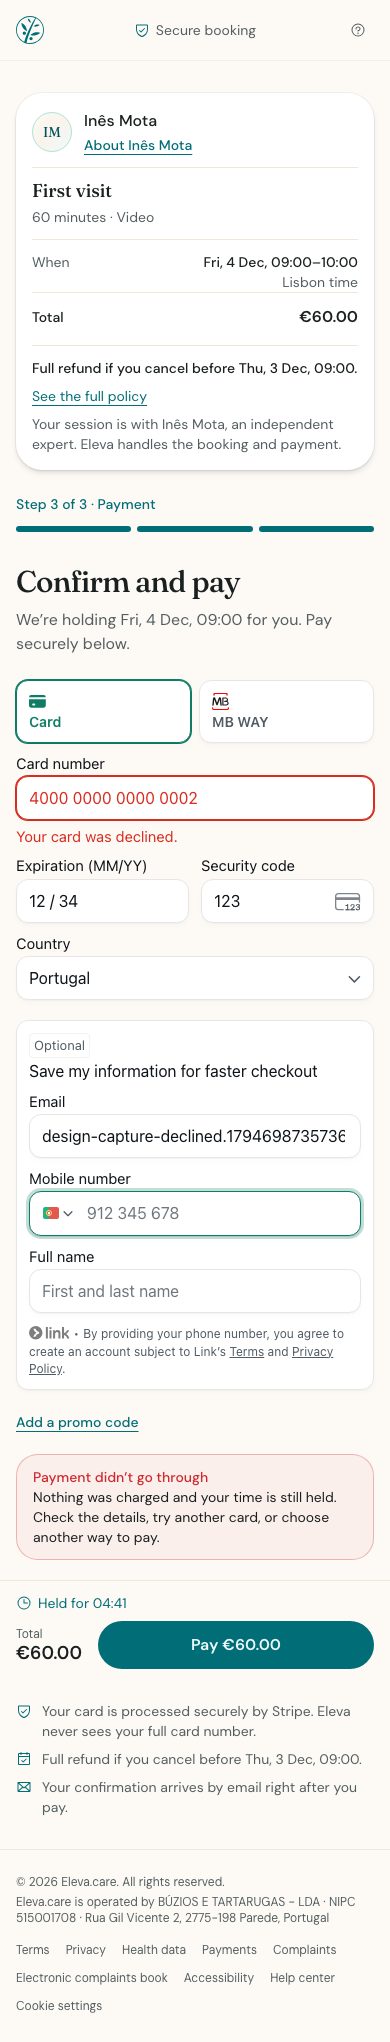 Secure booking
IM
Inês Mota
About Inês Mota
First visit
60 minutes · Video
When
Fri, 4 Dec, 09:00–10:00
Lisbon time
Total
€60.00
Full refund if you cancel before Thu, 3 Dec, 09:00.
See the full policy
Your session is with Inês Mota, an independent
expert. Eleva handles the booking and payment.
Step 3 of 3 · Payment
Confirm and pay
We’re holding Fri, 4 Dec, 09:00 for you. Pay
securely below.
Card
MB
MB WAY
Card number
4000 0000 0000 0002
Your card was declined.
Expiration (MM/YY)
Security code
12 / 34
123
123
Country
Portugal
Optional
Save my information for faster checkout
Email
design-capture-declined.1794698735736
Mobile number
912 345 678
Full name
First and last name
link • By providing your phone number, you agree to
create an account subject to Link’s Terms and Privacy
Policy.
Add a promo code
Payment didn’t go through
Nothing was charged and your time is still held.
Check the details, try another card, or choose
another way to pay.
Held for 04:41
Total
€60.00
Pay €60.00
Your card is processed securely by Stripe. Eleva
never sees your full card number.
Full refund if you cancel before Thu, 3 Dec, 09:00.
Your confirmation arrives by email right after you
pay.
© 2026 Eleva.care. All rights reserved.
Eleva.care is operated by BÚZIOS E TARTARUGAS - LDA · NIPC
515001708 · Rua Gil Vicente 2, 2775-198 Parede, Portugal
Terms Privacy Health data Payments Complaints
Electronic complaints book Accessibility Help center
Cookie settings